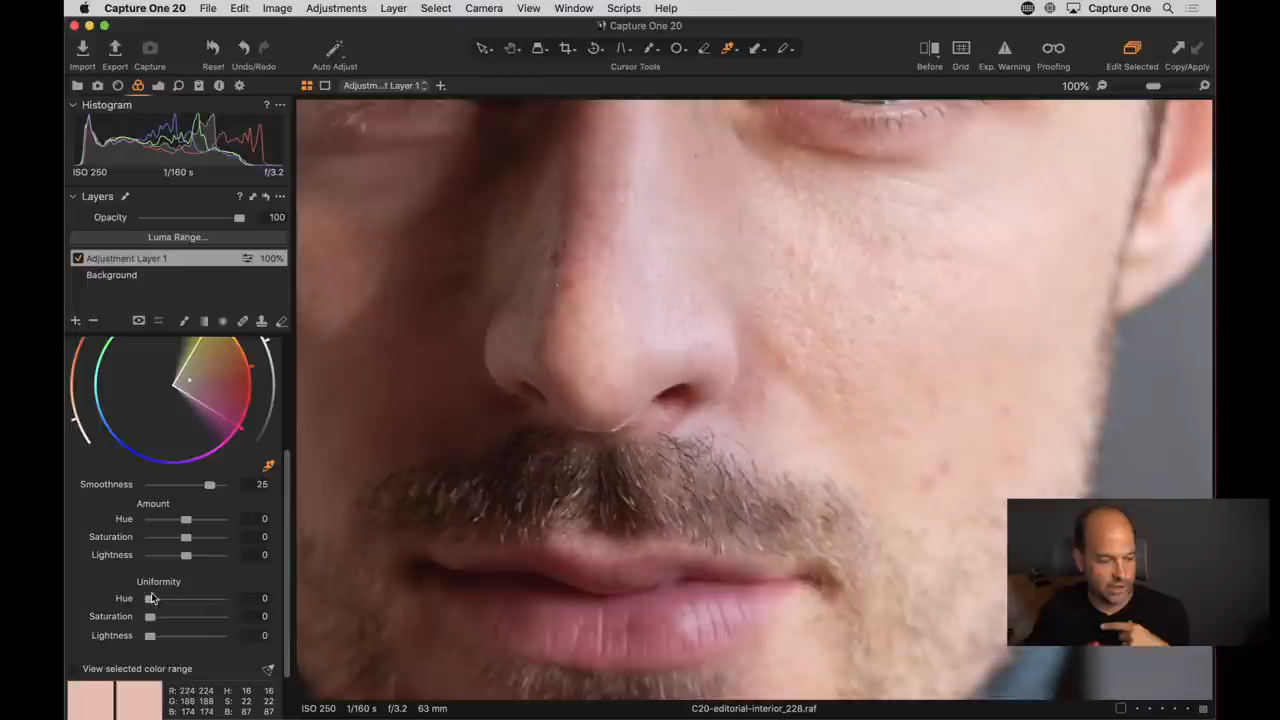 Capture One 20 File Edit Image Adjustments Layer Select Camera View Window Scripts Help Capture One
C20-editorial-interior_228.raf
Import Export Capture Reset Undo/Redo Auto Adjust Cursor Tools Before Grid Exp. Warning Proofing Edit Selected Copy/Apply
Adjustm...t Layer 1 100%
Histogram ? ...
ISO 250 1/160 s f/3.2
Layers ? ...
Opacity 100
Luma Range...
Adjustment Layer 1 100%
Background
Smoothness 25
Amount
Hue 0
Saturation 0
Lightness 0
Uniformity
Hue 0
Saturation 0
Lightness 0
View selected color range
R: 224 224 H: 16 16
G: 188 188 S: 22 22
B: 174 174 B: 87 87
ISO 250 1/160 s f/3.2 63 mm C20-editorial-interior_228.raf